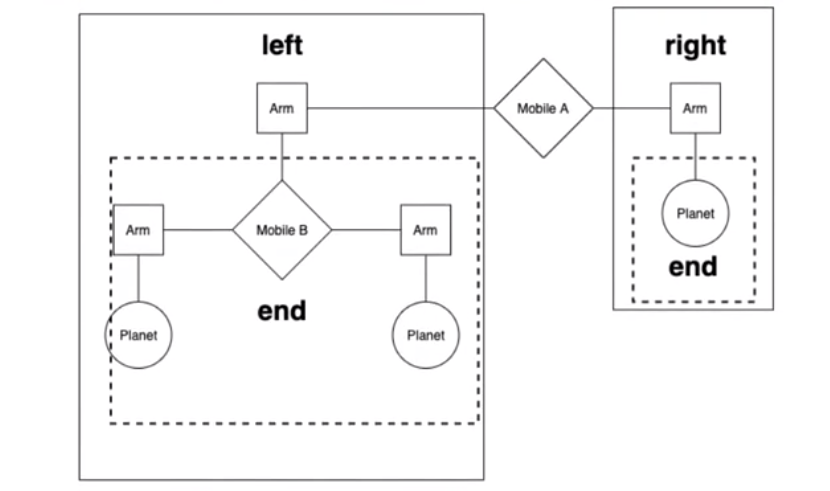 left
right
Arm
Mobile A
Arm
Arm
Mobile B
Arm
Planet
end
end
Planet
Planet